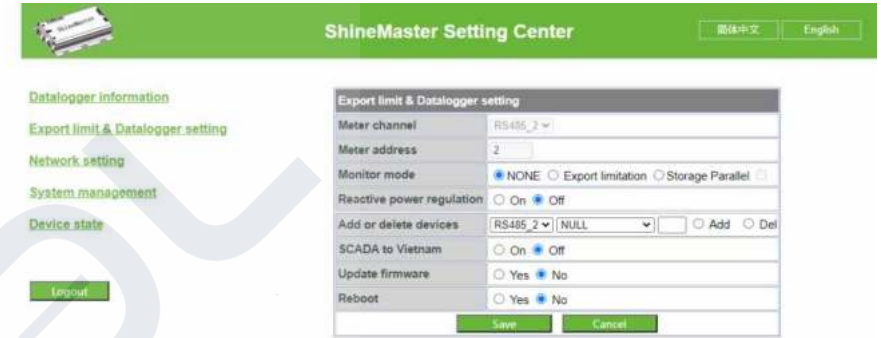 ShineMaster
ShineMaster Setting Center
简体中文
English
Datalogger information
Export limit & Datalogger setting
Network setting
System management
Device state
Logout
Export limit & Datalogger setting
Meter channel RS485_2
Meter address 2
Monitor mode NONE Export limitation Storage Parallel
Reactive power regulation On Off
Add or delete devices RS485_2 NULL Add Del
SCADA to Vietnam On Off
Update firmware Yes No
Reboot Yes No
Save Cancel